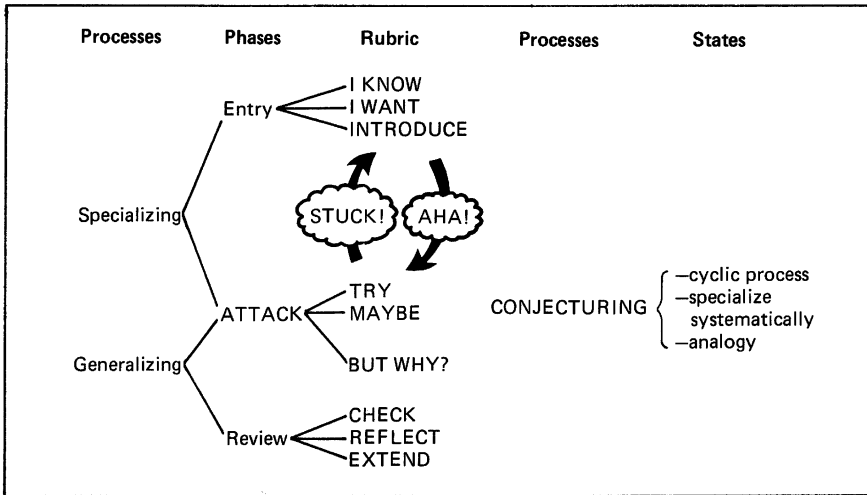 Processes Phases Rubric Processes States
I KNOW
Entry I WANT
INTRODUCE
Specializing STUCK! AHA!
—cyclic process
TRY
ATTACK MAYBE CONJECTURING —specialize
systematically
—analogy
Generalizing BUT WHY?
CHECK
Review REFLECT
EXTEND